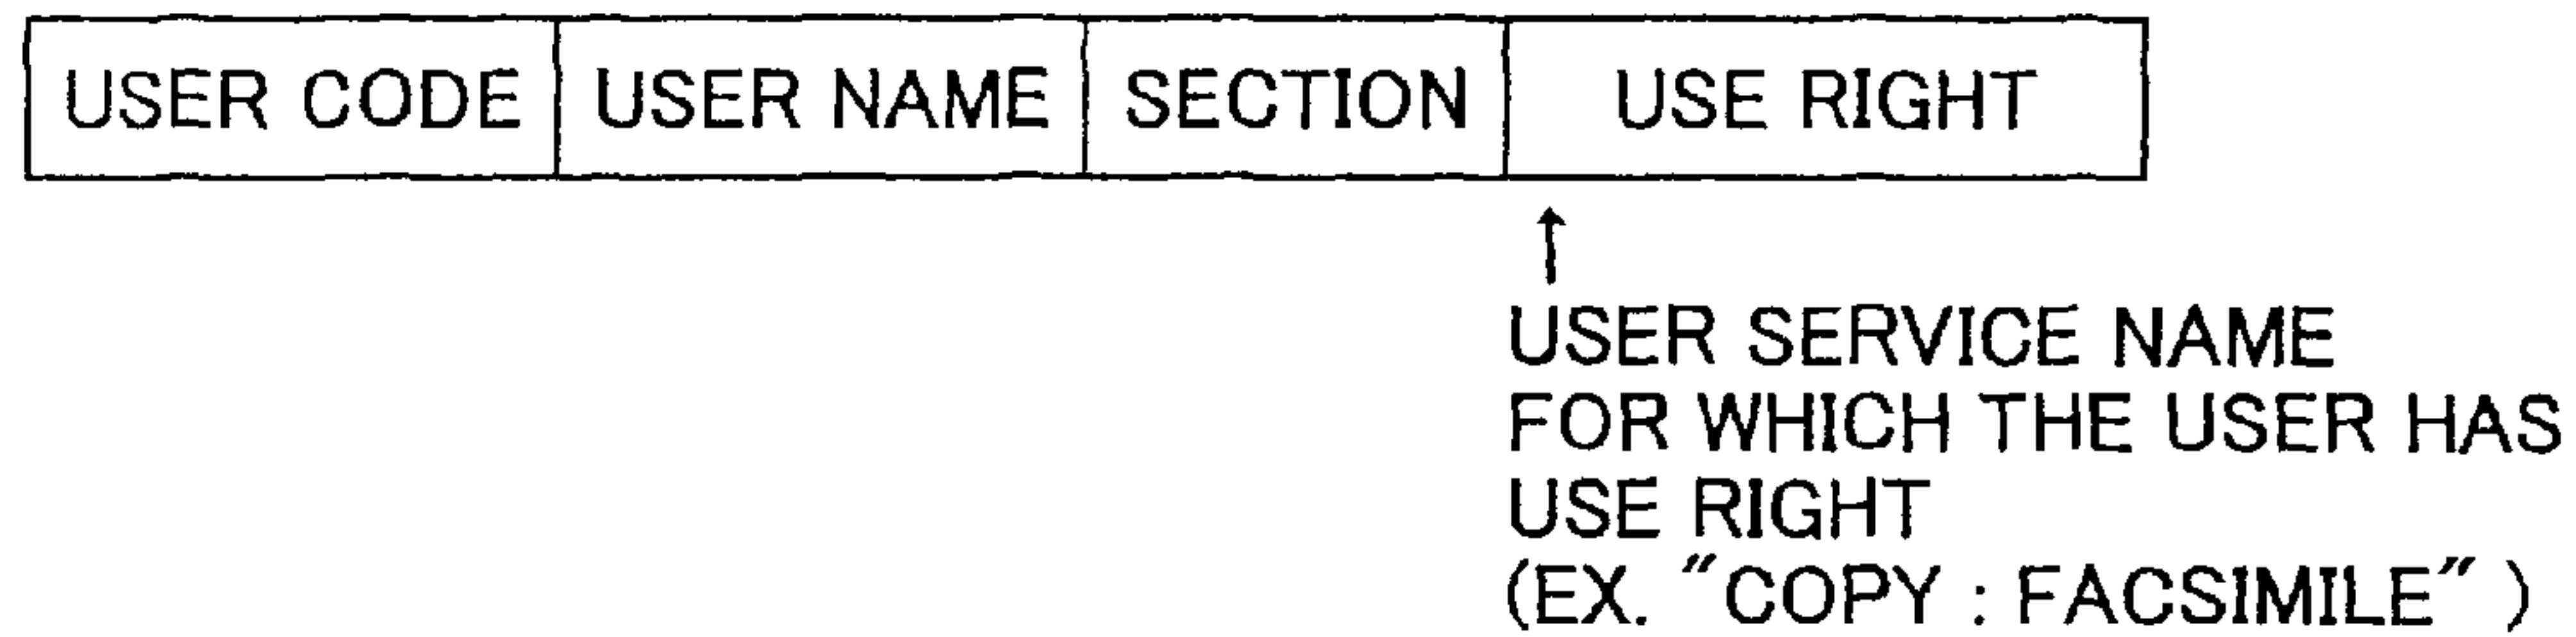 USER CODE USER NAME SECTION USE RIGHT
USER SERVICE NAME
FOR WHICH THE USER HAS
USE RIGHT
(EX. "COPY : FACSIMILE" )